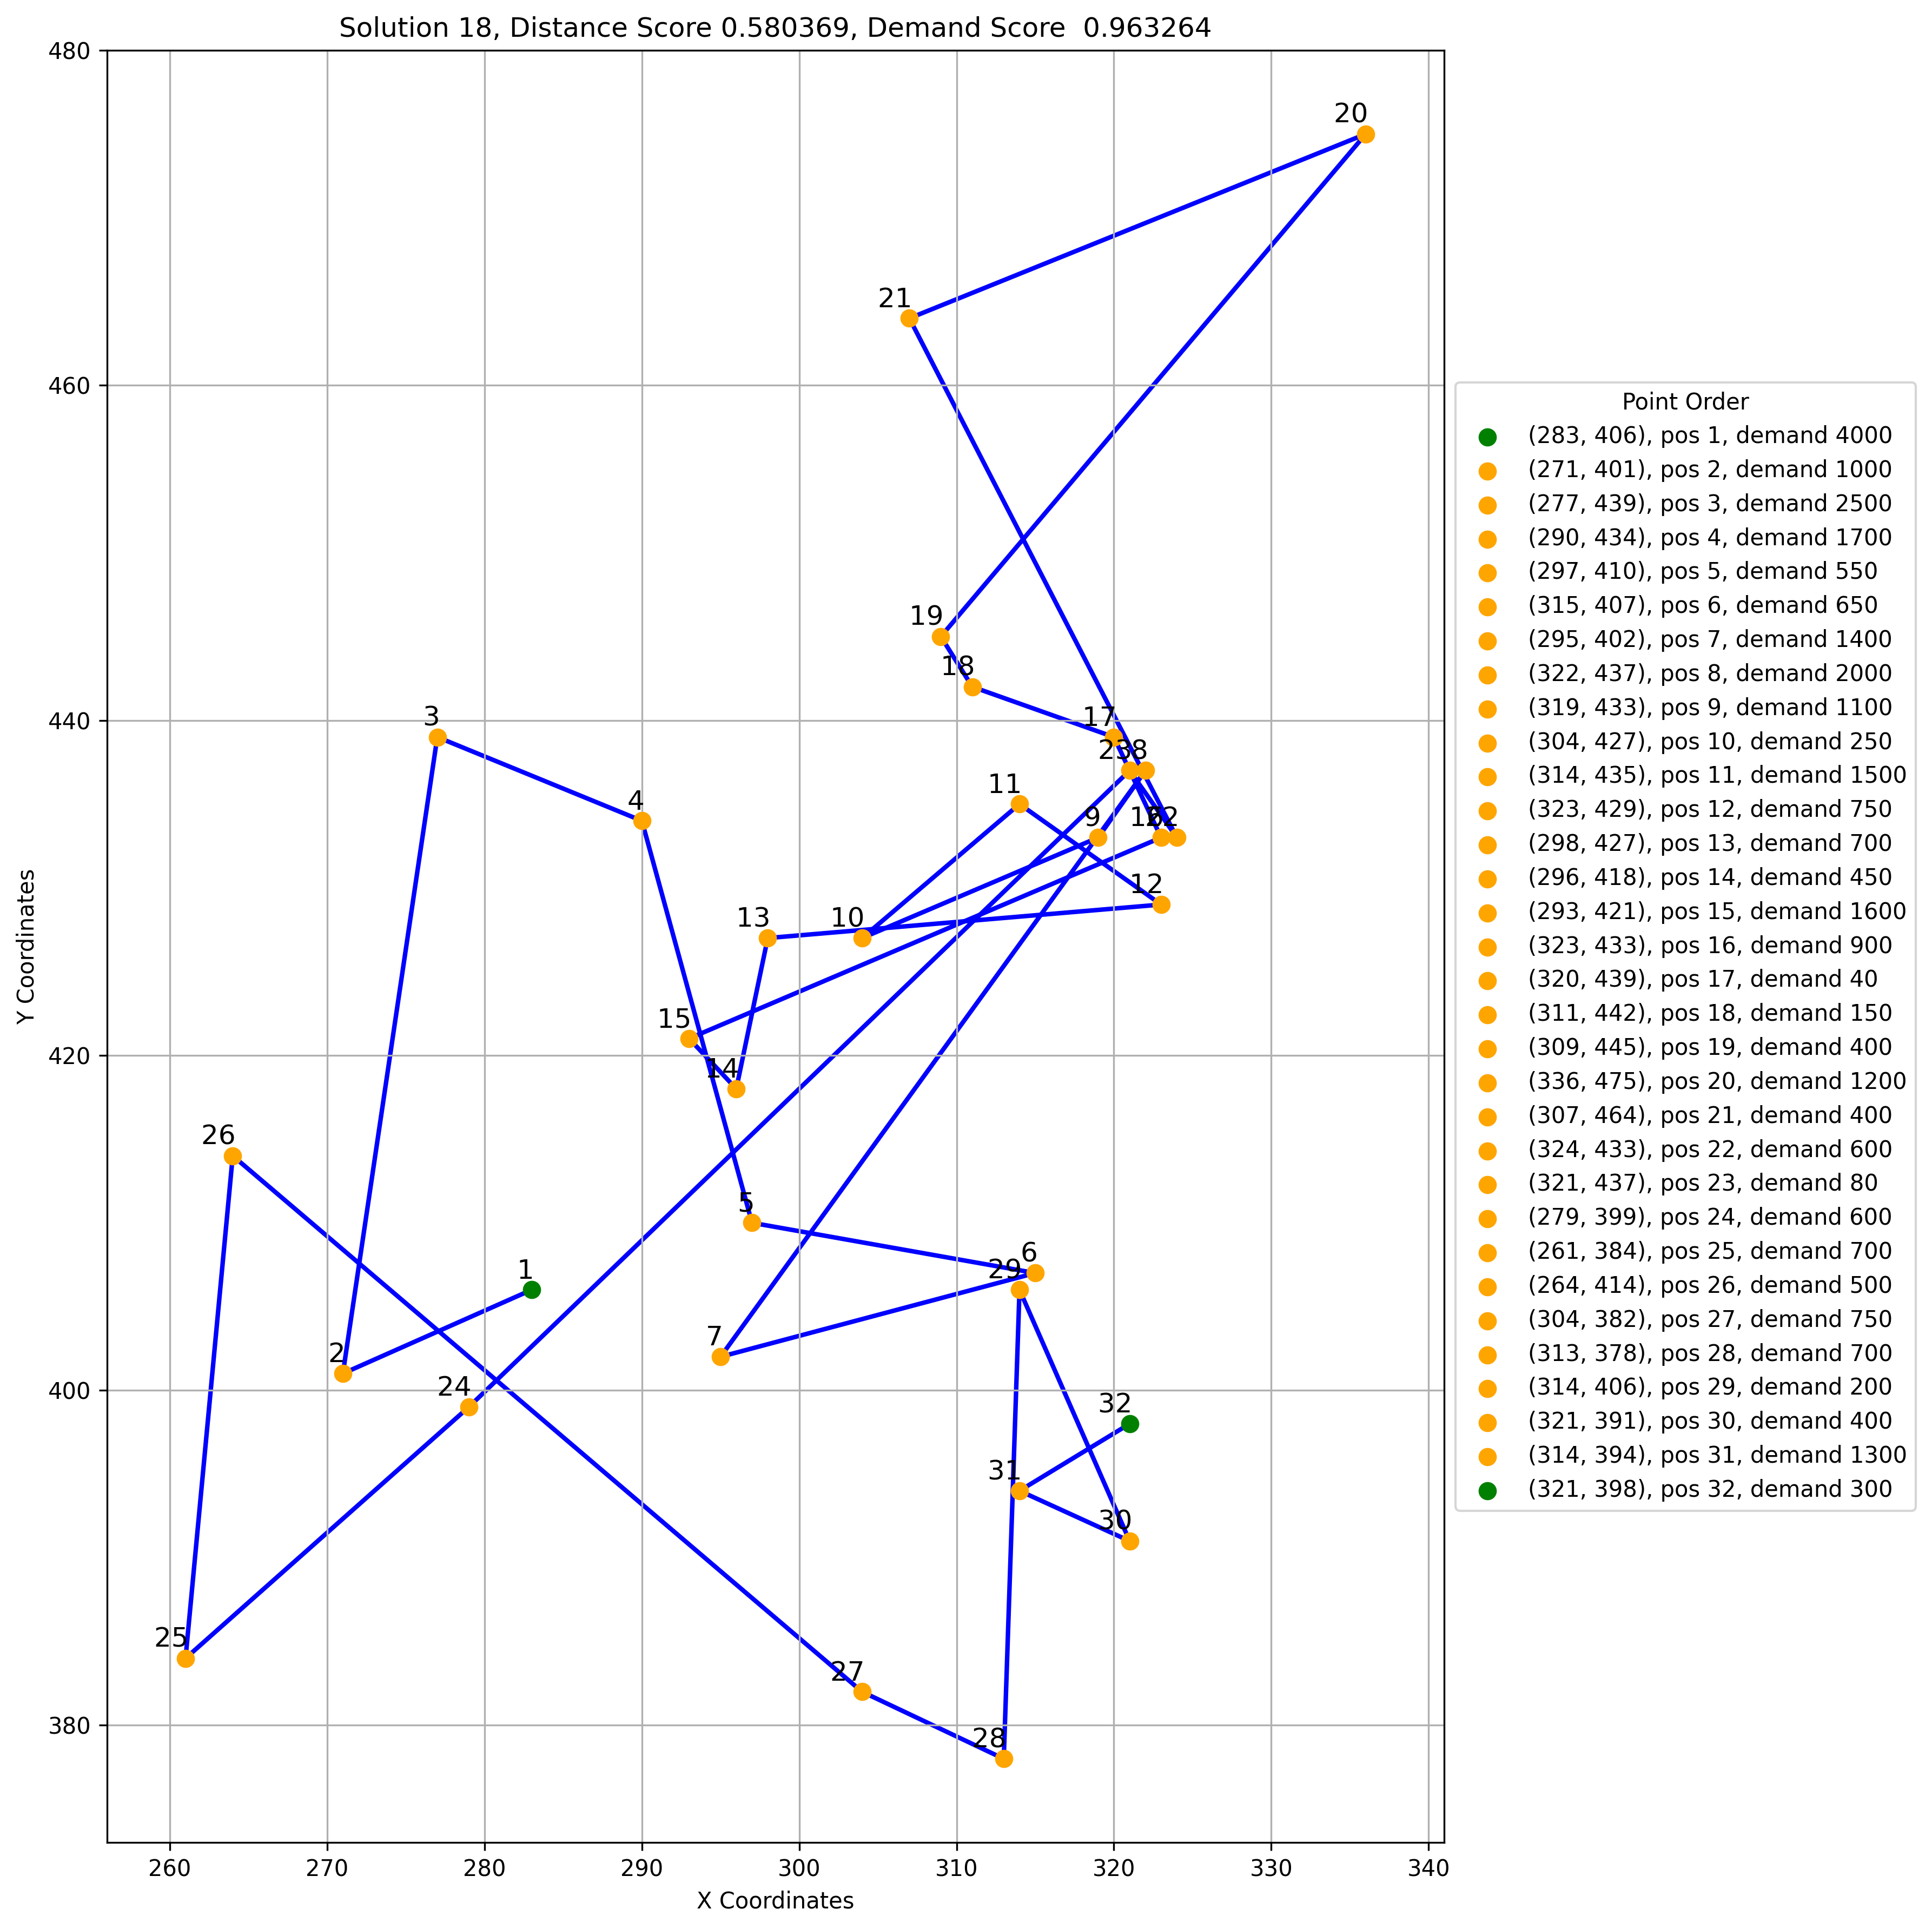 Solution 18, Distance Score 0.580369, Demand Score  0.963264
480
460
440
420
400
380
Y Coordinates
260 270 280 290 300 310 320 330 340
X Coordinates
20
21
19
18
17
3
23 8
11
4
9
22
12
13
10
15
14
26
5
6
29
1
7
2
24
32
31
30
25
27
28
Point Order
(283, 406), pos 1, demand 4000
(271, 401), pos 2, demand 1000
(277, 439), pos 3, demand 2500
(290, 434), pos 4, demand 1700
(297, 410), pos 5, demand 550
(315, 407), pos 6, demand 650
(295, 402), pos 7, demand 1400
(322, 437), pos 8, demand 2000
(319, 433), pos 9, demand 1100
(304, 427), pos 10, demand 250
(314, 435), pos 11, demand 1500
(323, 429), pos 12, demand 750
(298, 427), pos 13, demand 700
(296, 418), pos 14, demand 450
(293, 421), pos 15, demand 1600
(323, 433), pos 16, demand 900
(320, 439), pos 17, demand 40
(311, 442), pos 18, demand 150
(309, 445), pos 19, demand 400
(336, 475), pos 20, demand 1200
(307, 464), pos 21, demand 400
(324, 433), pos 22, demand 600
(321, 437), pos 23, demand 80
(279, 399), pos 24, demand 600
(261, 384), pos 25, demand 700
(264, 414), pos 26, demand 500
(304, 382), pos 27, demand 750
(313, 378), pos 28, demand 700
(314, 406), pos 29, demand 200
(321, 391), pos 30, demand 400
(314, 394), pos 31, demand 1300
(321, 398), pos 32, demand 300